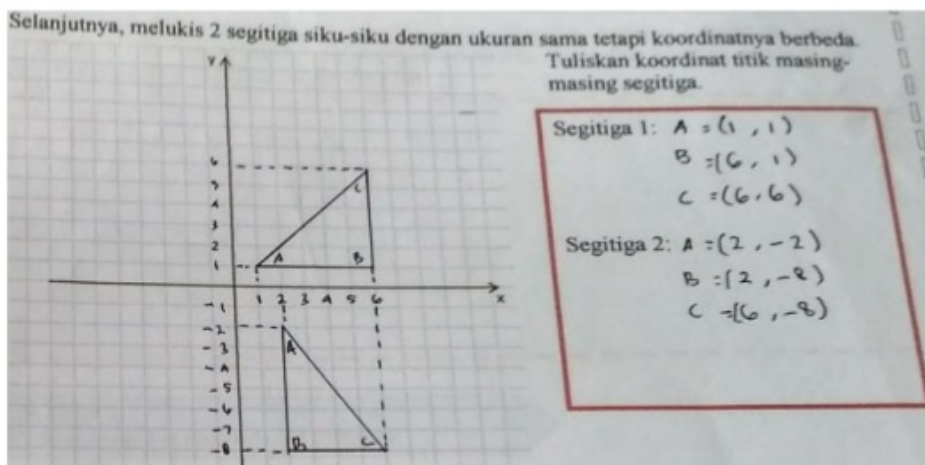 Selanjutnya, melukis 2 segitiga siku-siku dengan ukuran sama tetapi koordinatnya berbeda.
Tuliskan koordinat titik masing-
masing segitiga.
Segitiga 1: A = (1, 1)
B = (6, 1)
C = (6, 6)
Segitiga 2: A = (2, -2)
B = (2, -8)
C = (6, -8)
y
6
5
4
3
2
1
C
A B
1 2 3 4 5 6 x
-1
-2
-3
-4
-5
-6
-7
-8
A
B C